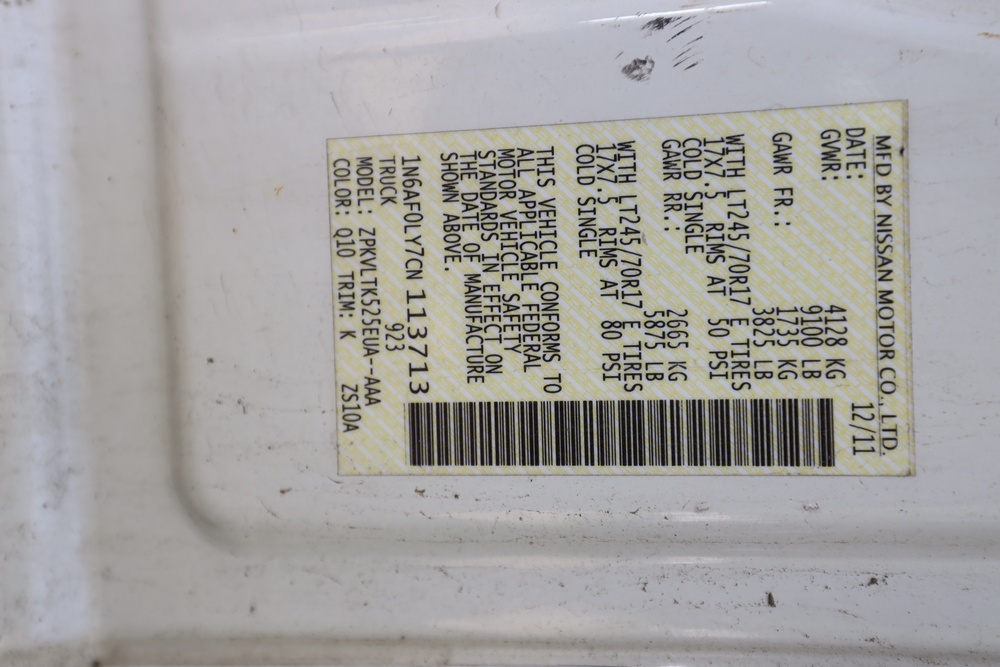 MFD BY NISSAN MOTOR CO., LTD.
DATE: 12/11
GVWR: 4128 KG
9100 LB
GAWR FR.: 1735 KG
3825 LB
WITH LT245/70R17 E TIRES
17X7.5 RIMS AT 50 PSI
COLD SINGLE
GAWR RR.: 2665 KG
5875 LB
WITH LT245/70R17 E TIRES
17X7.5 RIMS AT 80 PSI
COLD SINGLE
THIS VEHICLE CONFORMS TO
ALL APPLICABLE FEDERAL
MOTOR VEHICLE SAFETY
STANDARDS IN EFFECT ON
THE DATE OF MANUFACTURE
SHOWN ABOVE.
1N6AF0LY7CN113713
TRUCK 923
MODEL: ZPKVLTK525EUA--AAA
COLOR: Q10 TRIM: K ZS10A